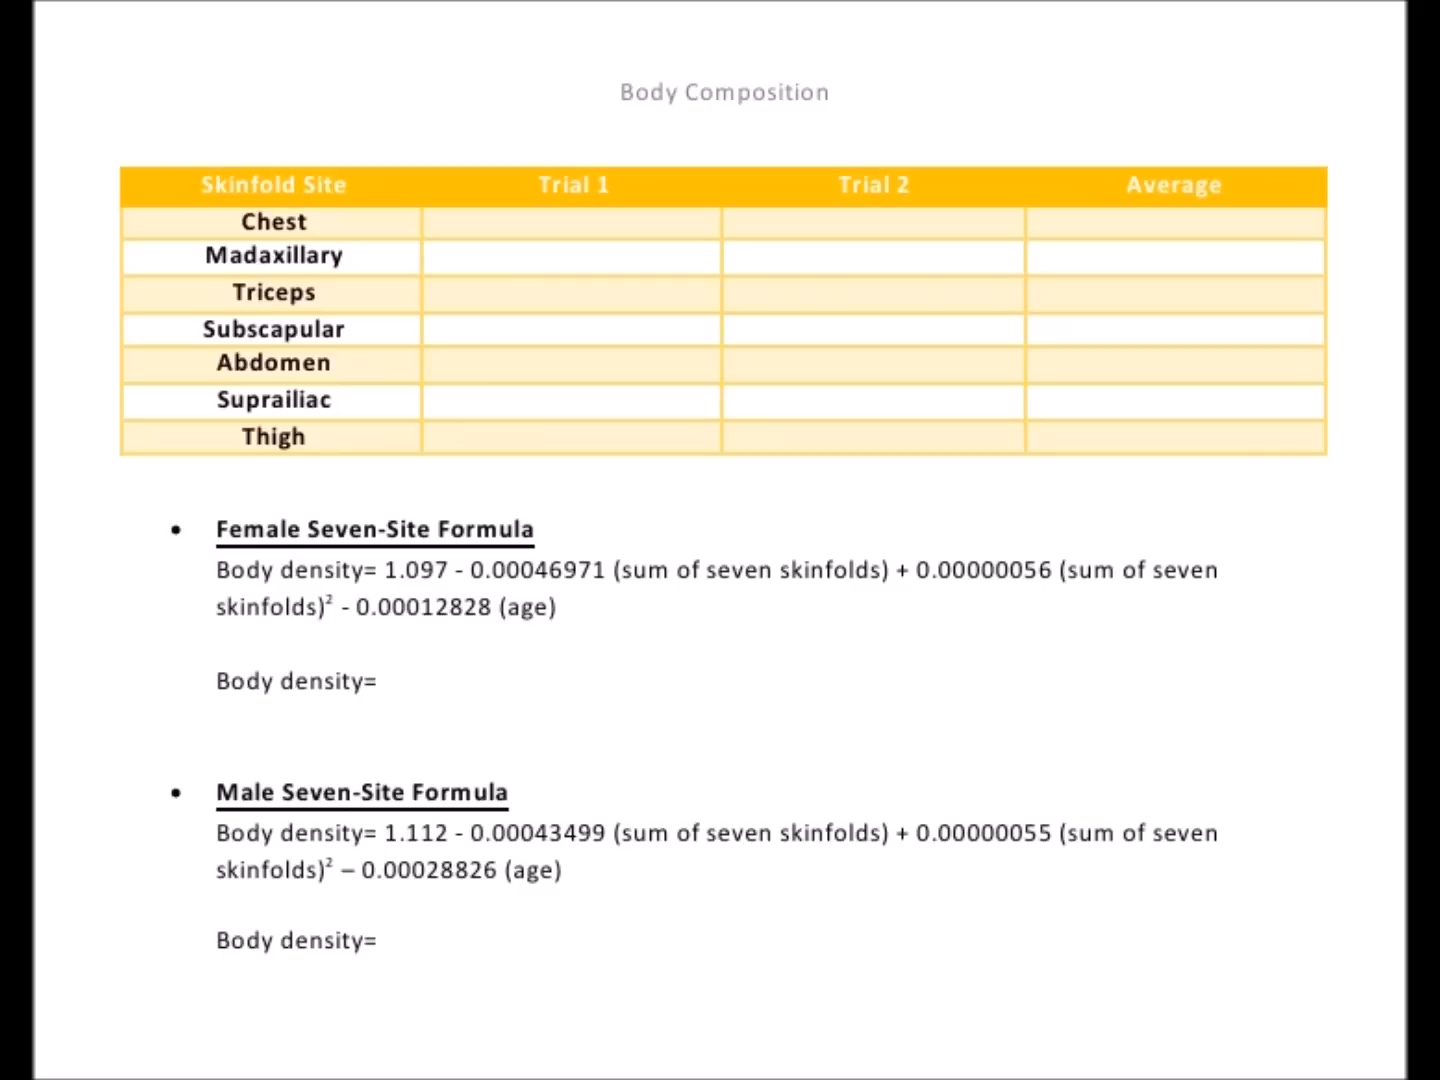 Body Composition
Skinfold Site Trial 1 Trial 2 Average
Chest
Madaxillary
Triceps
Subscapular
Abdomen
Suprailiac
Thigh
• Female Seven-Site Formula
Body density= 1.097 - 0.00046971 (sum of seven skinfolds) + 0.00000056 (sum of seven
skinfolds)² - 0.00012828 (age)
Body density=
• Male Seven-Site Formula
Body density= 1.112 - 0.00043499 (sum of seven skinfolds) + 0.00000055 (sum of seven
skinfolds)² – 0.00028826 (age)
Body density=